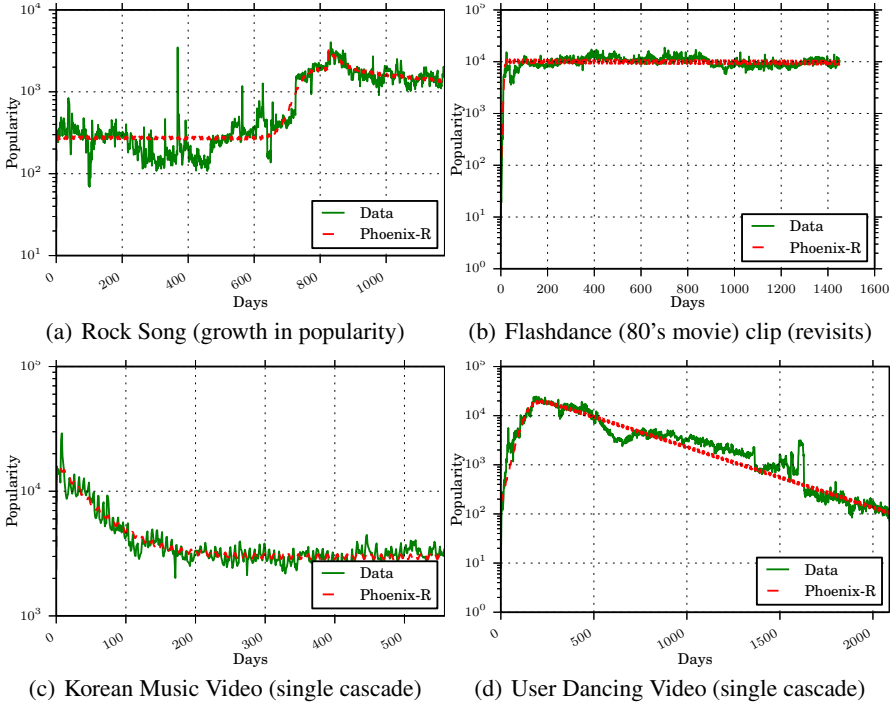 10^4
10^3
10^2
10^1
Popularity
Data
Phoenix-R
0
200
400
600
800
1000
Days
(a) Rock Song (growth in popularity)
10^5
10^4
10^3
10^2
10^1
10^0
Popularity
Data
Phoenix-R
0
200
400
600
800
1000
1200
1400
1600
Days
(b) Flashdance (80's movie) clip (revisits)
10^5
10^4
10^3
Popularity
Data
Phoenix-R
0
100
200
300
400
500
Days
(c) Korean Music Video (single cascade)
10^5
10^4
10^3
10^2
10^1
10^0
Popularity
Data
Phoenix-R
0
500
1000
1500
2000
Days
(d) User Dancing Video (single cascade)